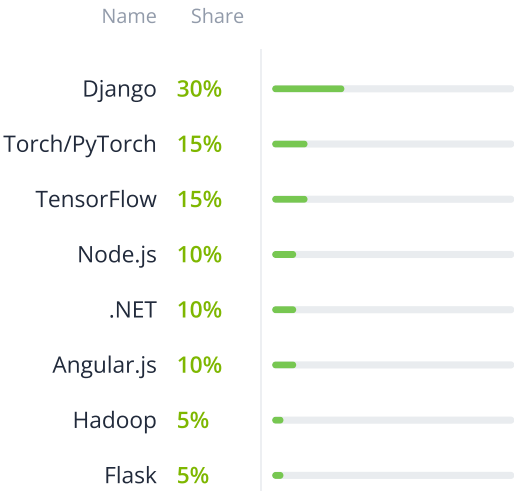 Name Share
Django 30%
Torch/PyTorch 15%
TensorFlow 15%
Node.js 10%
.NET 10%
Angular.js 10%
Hadoop 5%
Flask 5%